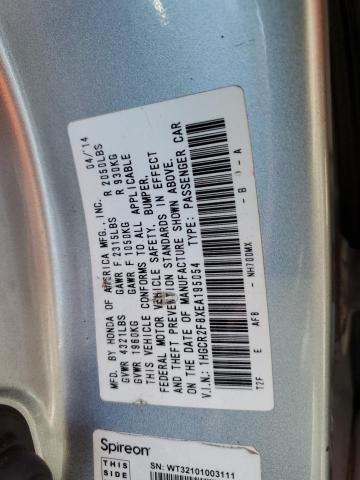 MFD. BY HONDA OF AMERICA MFG., INC. 04/14
GVWR 4321LBS GAWR F 2315LBS R 2050LBS
GVWR 1960KG GAWR F 1050KG R 930KG
THIS VEHICLE CONFORMS TO ALL APPLICABLE
FEDERAL MOTOR VEHICLE SAFETY, BUMPER,
AND THEFT PREVENTION STANDARDS IN EFFECT
ON THE DATE OF MANUFACTURE SHOWN ABOVE.
V.I.N.: 1HGCR2F8XEA195054 TYPE: PASSENGER CAR
T2F E AF8 - NH700MX - B - A
Spireon
THIS
SIDE
SN: WT32101003111